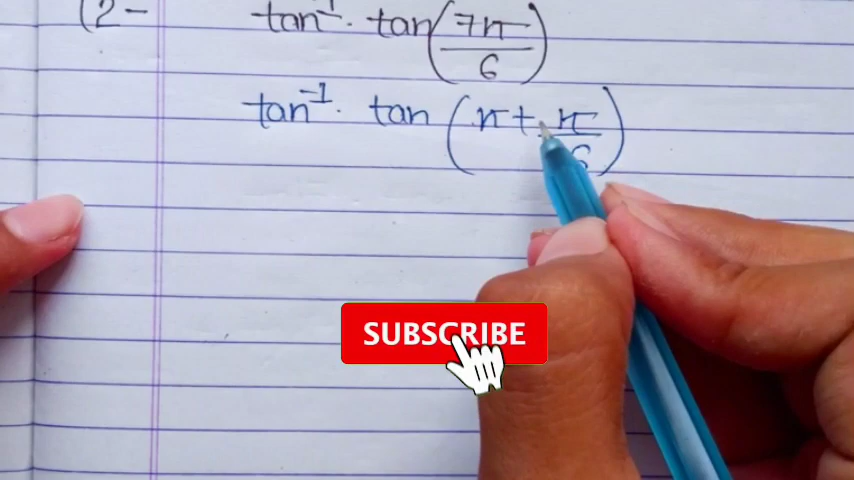 (2 - tan⁻¹ · tan(7π/6)
tan⁻¹ · tan(π + π/6)
SUBSCRIBE